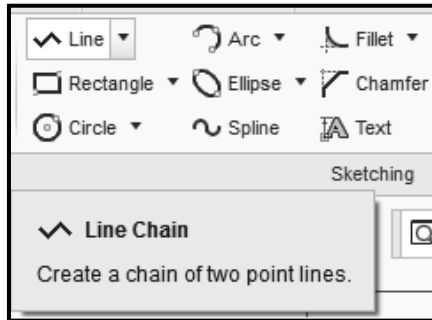 Line Arc Fillet
Rectangle Ellipse Chamfer
Circle Spline Text
Sketching
Line Chain
Create a chain of two point lines.